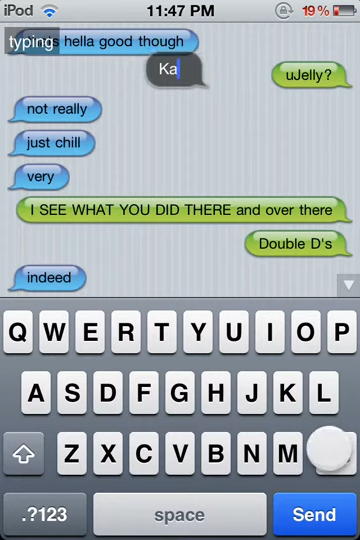 iPod 11:47 PM 19%
typing
s hella good though
Ka
uJelly?
not really
just chill
very
I SEE WHAT YOU DID THERE and over there
Double D's
indeed
Q W E R T Y U I O P
A S D F G H J K L
Z X C V B N M
.?123 space Send